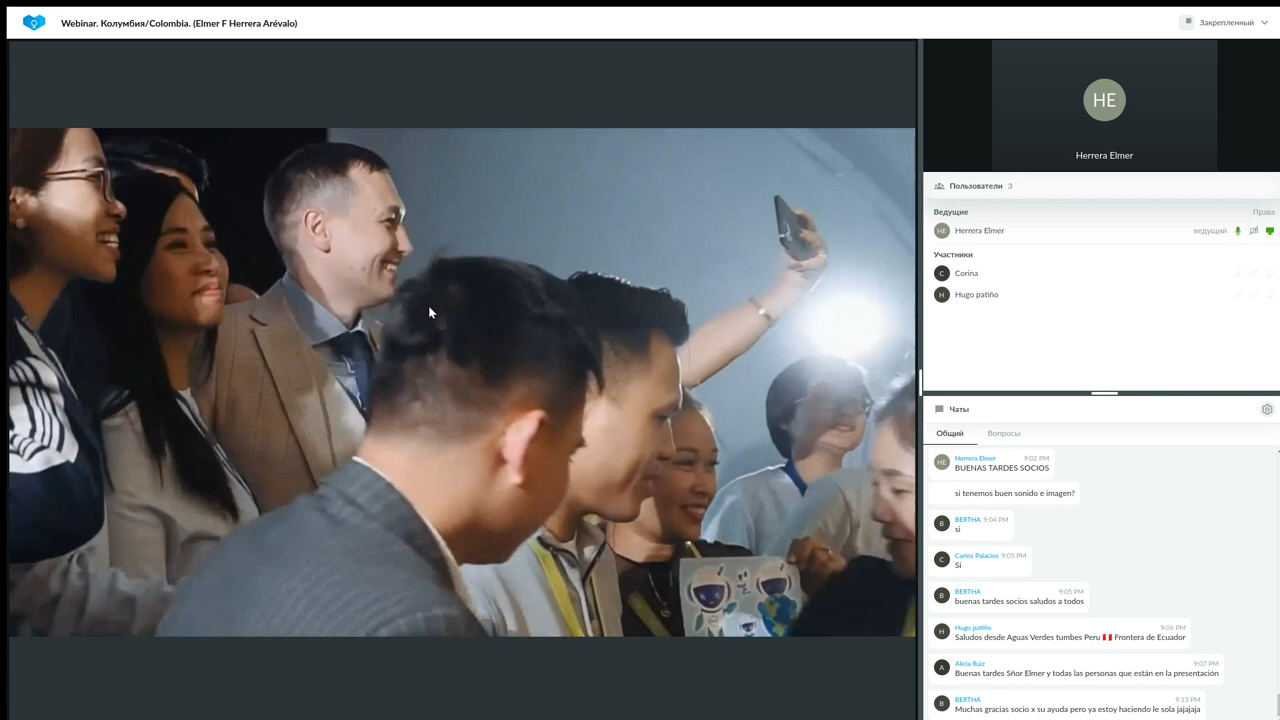 Webinar. Колумбия/Colombia. (Elmer F Herrera Arévalo)
Закрепленный
HE
Herrera Elmer
Пользователи 3
Ведущие Права
HE Herrera Elmer ведущий
Участники
C Corina
H Hugo patiño
Чаты
Общий Вопросы
HE Herrera Elmer 9:02 PM
BUENAS TARDES SOCIOS
si tenemos buen sonido e imagen?
B BERTHA 9:04 PM
si
C Carlos Palacios 9:05 PM
Si
B BERTHA 9:05 PM
buenas tardes socios saludos a todos
H Hugo patiño 9:06 PM
Saludos desde Aguas Verdes tumbes Peru 🇵🇪 Frontera de Ecuador
A Alicia Ruiz 9:07 PM
Buenas tardes Sñor Elmer y todas las personas que están en la presentación
B BERTHA 9:13 PM
Muchas gracias socio x su ayuda pero ya estoy haciendo le sola jajajaja